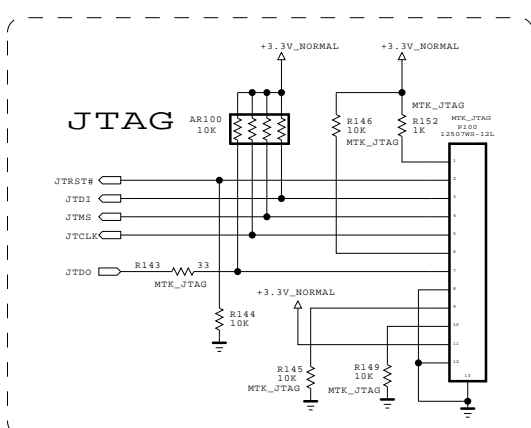 +3.3V_NORMAL
+3.3V_NORMAL
JTAG
AR100
10K
R146
10K
MTK_JTAG
MTK_JTAG
R152
1K
MTK_JTAG
P100
12507WS-12L
JTRST#
JTDI
JTMS
JTCLK
JTDO
R143
33
MTK_JTAG
+3.3V_NORMAL
R144
10K
R145
10K
MTK_JTAG
R149
10K
MTK_JTAG
1
2
3
4
5
6
7
8
9
10
11
12
13